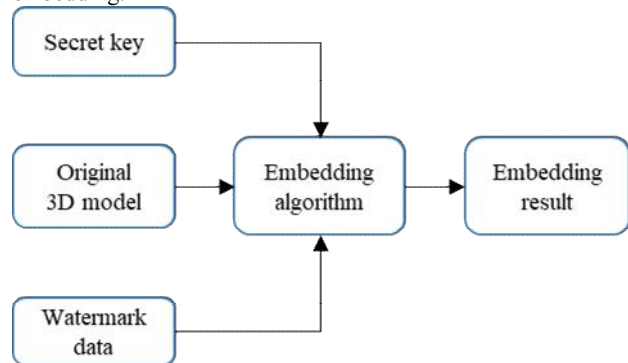 Secret key
Original
3D model
Embedding
algorithm
Embedding
result
Watermark
data